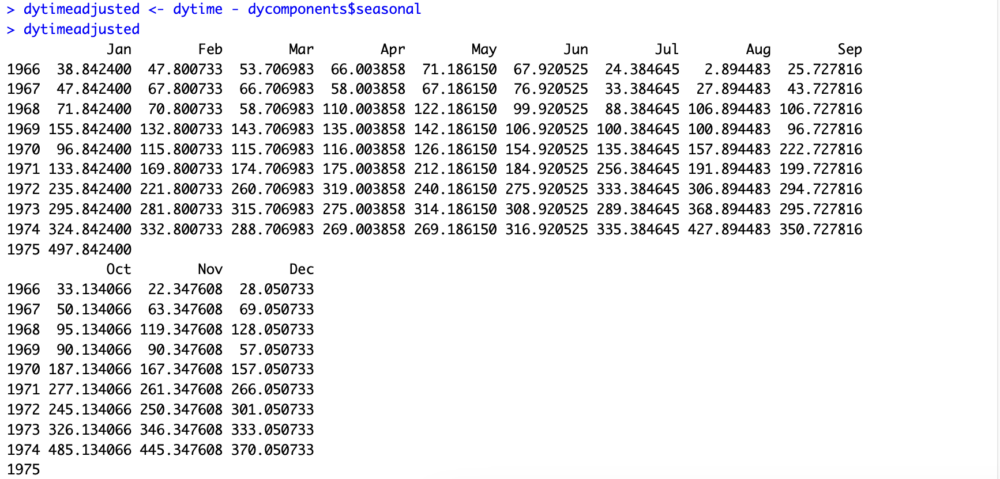 > dytimeadjusted <- dytime - dycomponents$seasonal
> dytimeadjusted
            Jan        Feb        Mar        Apr        May        Jun        Jul        Aug        Sep
1966  38.842400  47.800733  53.706983  66.003858  71.186150  67.920525  24.384645   2.894483  25.727816
1967  47.842400  67.800733  66.706983  58.003858  67.186150  76.920525  33.384645  27.894483  43.727816
1968  71.842400  70.800733  58.706983 110.003858 122.186150  99.920525  88.384645 106.894483 106.727816
1969 155.842400 132.800733 143.706983 135.003858 142.186150 106.920525 100.384645 100.894483  96.727816
1970  96.842400 115.800733 115.706983 116.003858 126.186150 154.920525 135.384645 157.894483 222.727816
1971 133.842400 169.800733 174.706983 175.003858 212.186150 184.920525 256.384645 191.894483 199.727816
1972 235.842400 221.800733 260.706983 319.003858 240.186150 275.920525 333.384645 306.894483 294.727816
1973 295.842400 281.800733 315.706983 275.003858 314.186150 308.920525 289.384645 368.894483 295.727816
1974 324.842400 332.800733 288.706983 269.003858 269.186150 316.920525 335.384645 427.894483 350.727816
1975 497.842400
            Oct        Nov        Dec
1966  33.134066  22.347608  28.050733
1967  50.134066  63.347608  69.050733
1968  95.134066 119.347608 128.050733
1969  90.134066  90.347608  57.050733
1970 187.134066 167.347608 157.050733
1971 277.134066 261.347608 266.050733
1972 245.134066 250.347608 301.050733
1973 326.134066 346.347608 333.050733
1974 485.134066 445.347608 370.050733
1975